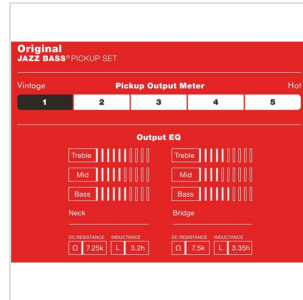 Original
JAZZ BASS® PICKUP SET
Vintage Pickup Output Meter Hot
1 2 3 4 5
Output EQ
Treble Treble
Mid Mid
Bass Bass
Neck Bridge
DC RESISTANCE INDUCTANCE DC RESISTANCE INDUCTANCE
Ω 7.25k L 3.2h Ω 7.5k L 3.35h